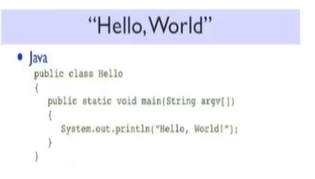 “Hello, World”
• Java
public class Hello
{
public static void main(String argv[])
{
System.out.println("Hello, World!");
}
}